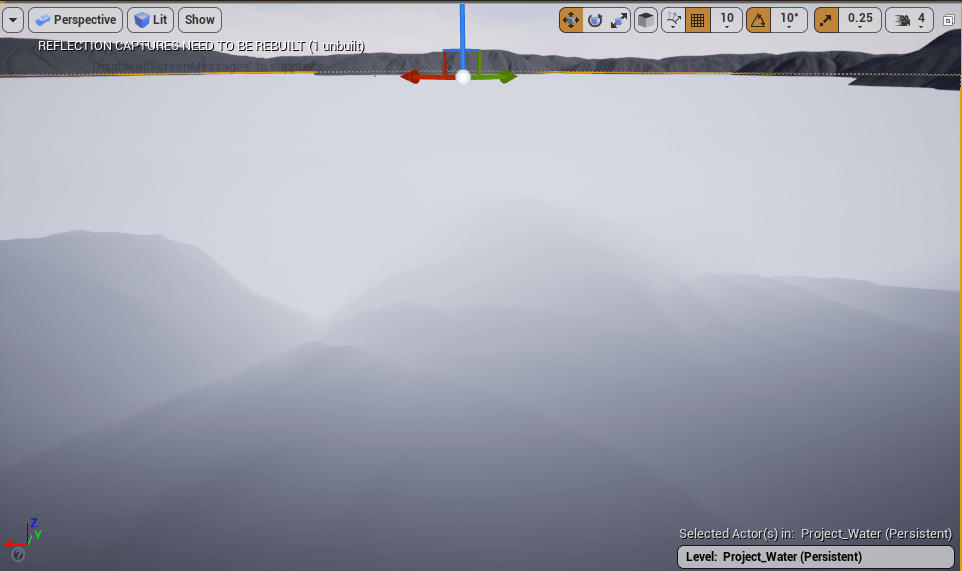 Perspective Lit Show 10 10° 0.25 4
REFLECTION CAPTURES NEED TO BE REBUILT (1 unbuilt)
'DisableAllScreenMessages' to suppress
Z
Y
X
?
Selected Actor(s) in: Project_Water (Persistent)
Level: Project_Water (Persistent)